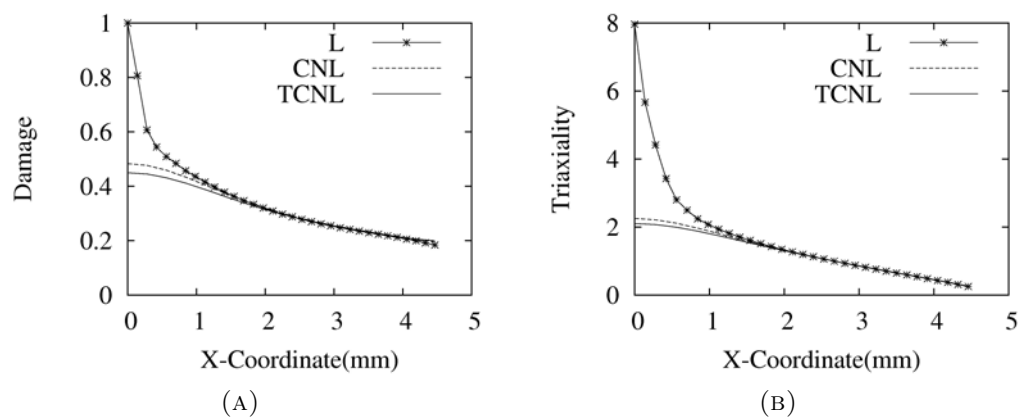 1
0.8
0.6
0.4
0.2
0
0 1 2 3 4 5
Damage
X-Coordinate(mm)
L
CNL
TCNL
(A)
8
6
4
2
0
0 1 2 3 4 5
Triaxiality
X-Coordinate(mm)
L
CNL
TCNL
(B)